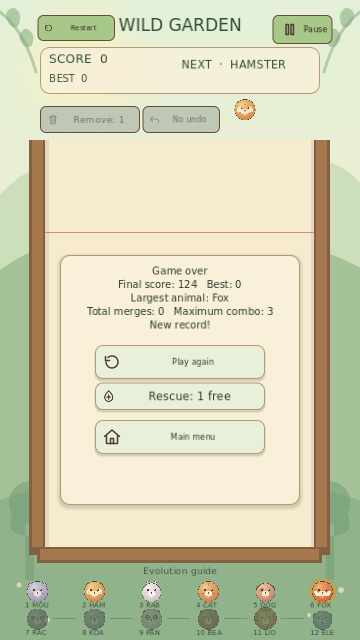 Restart
WILD GARDEN
Pause
SCORE 0
NEXT · HAMSTER
BEST 0
Remove: 1
No undo
Game over
Final score: 124 Best: 0
Largest animal: Fox
Total merges: 0 Maximum combo: 3
New record!
Play again
Rescue: 1 free
Main menu
Evolution guide
1 MOU 2 HAM 3 RAB 4 CAT 5 DOG 6 FOX
7 RAC 8 KOA 9 PAN 10 BEA 11 LIO 12 ELE